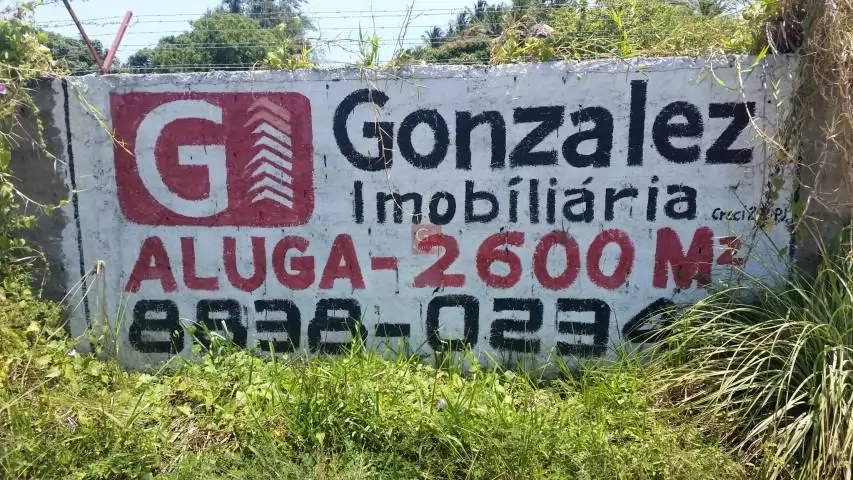 G Gonzalez
Imobiliária
ALUGA-2600 M²